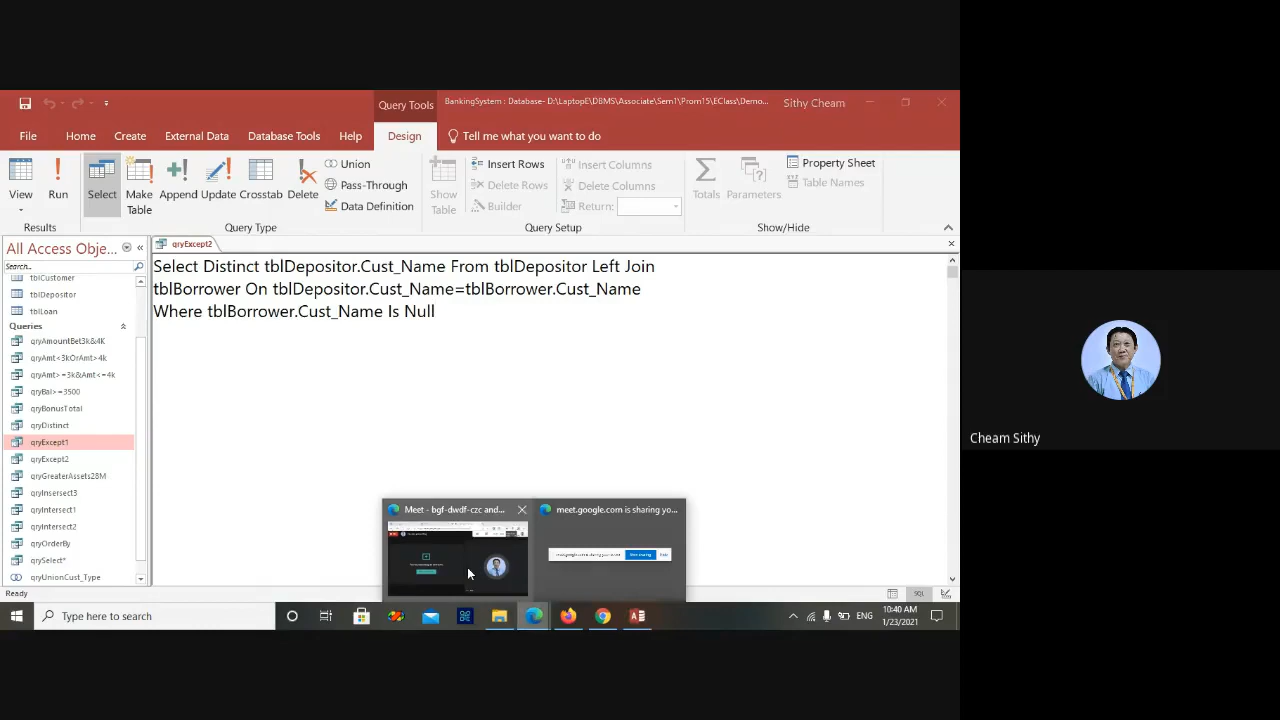 Query Tools
BankingSystem : Database- D:\LaptopE\DBMS\Associate\Sem1\Prom15\EClass\Demo...
Sithy Cheam
File
Home
Create
External Data
Database Tools
Help
Design
Tell me what you want to do
View
Run
Select
Make Table
Append
Update
Crosstab
Delete
Union
Pass-Through
Data Definition
Show Table
Insert Rows
Delete Rows
Builder
Insert Columns
Delete Columns
Return:
Totals
Parameters
Property Sheet
Table Names
Results
Query Type
Query Setup
Show/Hide
All Access Obje...
Search...
tblCustomer
tblDepositor
tblLoan
Queries
qryAmountBet3k&4K
qryAmt<3kOrAmt>4k
qryAmt>=3k&Amt<=4k
qryBal>=3500
qryBonusTotal
qryDistinct
qryExcept1
qryExcept2
qryGreaterAssets28M
qryInsersect3
qryIntersect1
qryIntersect2
qryOrderBy
qrySelect*
qryUnionCust_Type
qryExcept2
Select Distinct tblDepositor.Cust_Name From tblDepositor Left Join
tblBorrower On tblDepositor.Cust_Name=tblBorrower.Cust_Name
Where tblBorrower.Cust_Name Is Null
Meet - bgf-dwdf-czc and...
meet.google.com is sharing yo...
Cheam Sithy
Ready
SQL
Type here to search
ENG
10:40 AM
1/23/2021